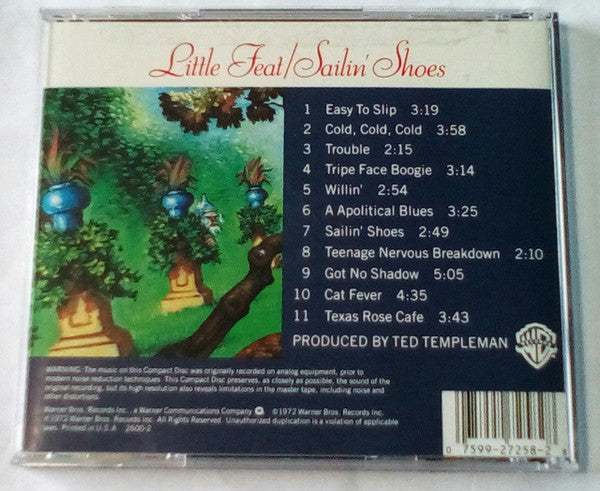 Little Feat/Sailin' Shoes
1 Easy To Slip 3:19
2 Cold, Cold, Cold 3:58
3 Trouble 2:15
4 Tripe Face Boogie 3:14
5 Willin' 2:54
6 A Apolitical Blues 3:25
7 Sailin' Shoes 2:49
8 Teenage Nervous Breakdown 2:10
9 Got No Shadow 5:05
10 Cat Fever 4:35
11 Texas Rose Cafe 3:43
PRODUCED BY TED TEMPLEMAN
WARNING: The music on this Compact Disc was originally recorded on analog equipment, prior to
modern noise reduction techniques. This Compact Disc preserves, as closely as possible, the sound of
the original recording, but its high resolution also reveals limitations in the master tape, including noise and
other distortions.
Warner Bros. Records Inc., a Warner Communications Company ©1972 Warner Bros. Records Inc.
℗1972 Warner Bros. Records Inc. All Rights Reserved. Unauthorized duplication is a violation of applicable
laws. Printed in U.S.A. 2600-2
0 7599-27258-2 8